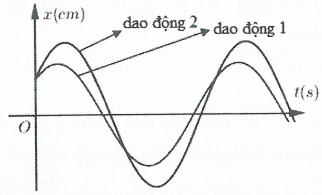 x(cm)
dao động 2
dao động 1
t(s)
O